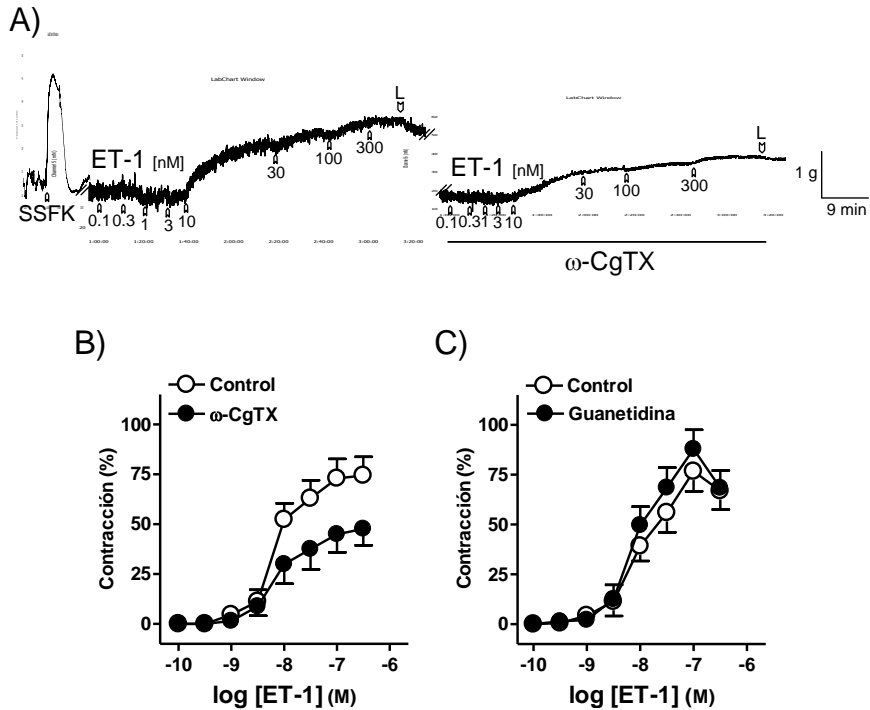 A)
LabChart Window
LabChart Window
L
L
ET-1 [nM]
ET-1 [nM]
30
100
300
30
100
300
1 g
9 min
SSFK
0.1
0.3
1
3
10
0.1
0.3
1
3
10
1:00:00
1:20:00
1:40:00
2:00:00
2:20:00
2:40:00
3:00:00
3:20:00
ω-CgTX
B)
Control
ω-CgTX
Contracción (%)
100
75
50
25
0
-10
-9
-8
-7
-6
log [ET-1] (M)
C)
Control
Guanetidina
Contracción (%)
100
75
50
25
0
-10
-9
-8
-7
-6
log [ET-1] (M)